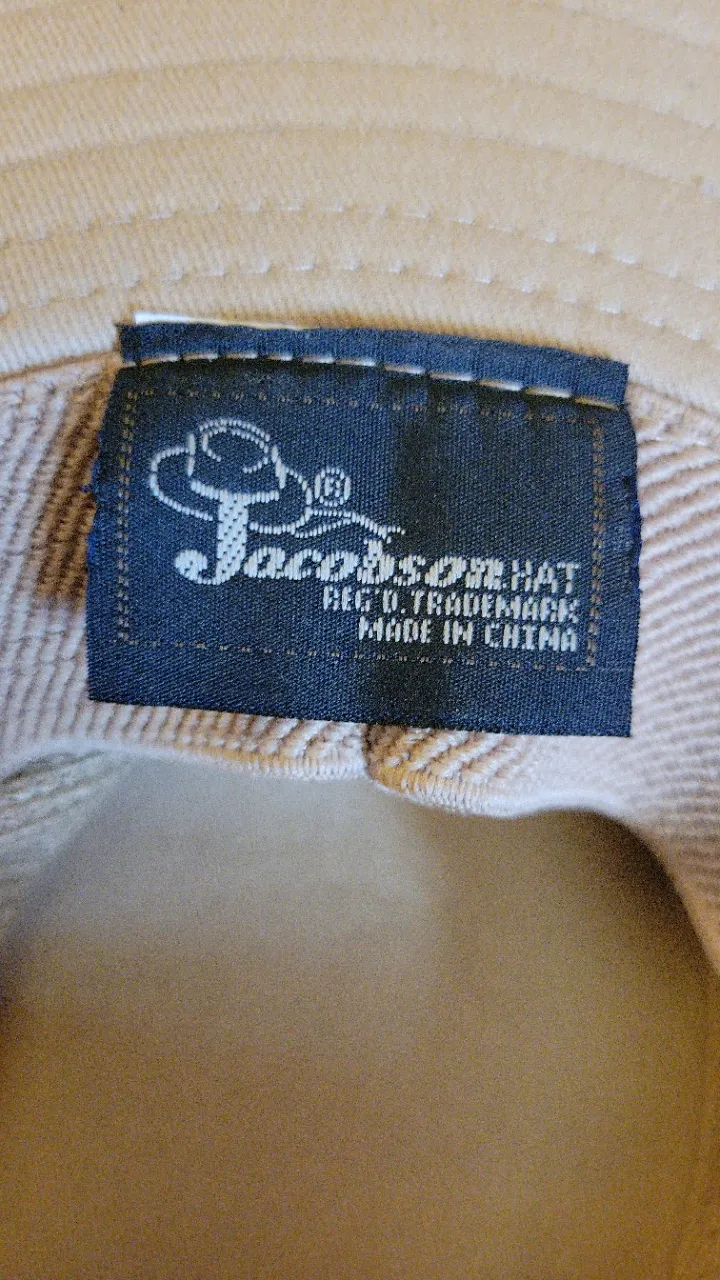 ®
Jacobson HAT
REG'D. TRADEMARK
MADE IN CHINA